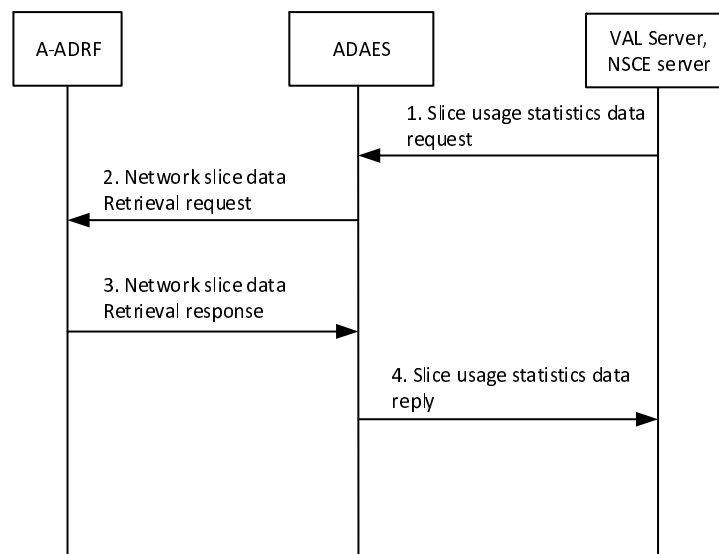 A-ADRF
ADAES
VAL Server,
NSCE server
1. Slice usage statistics data
request
2. Network slice data
Retrieval request
3. Network slice data
Retrieval response
4. Slice usage statistics data
reply